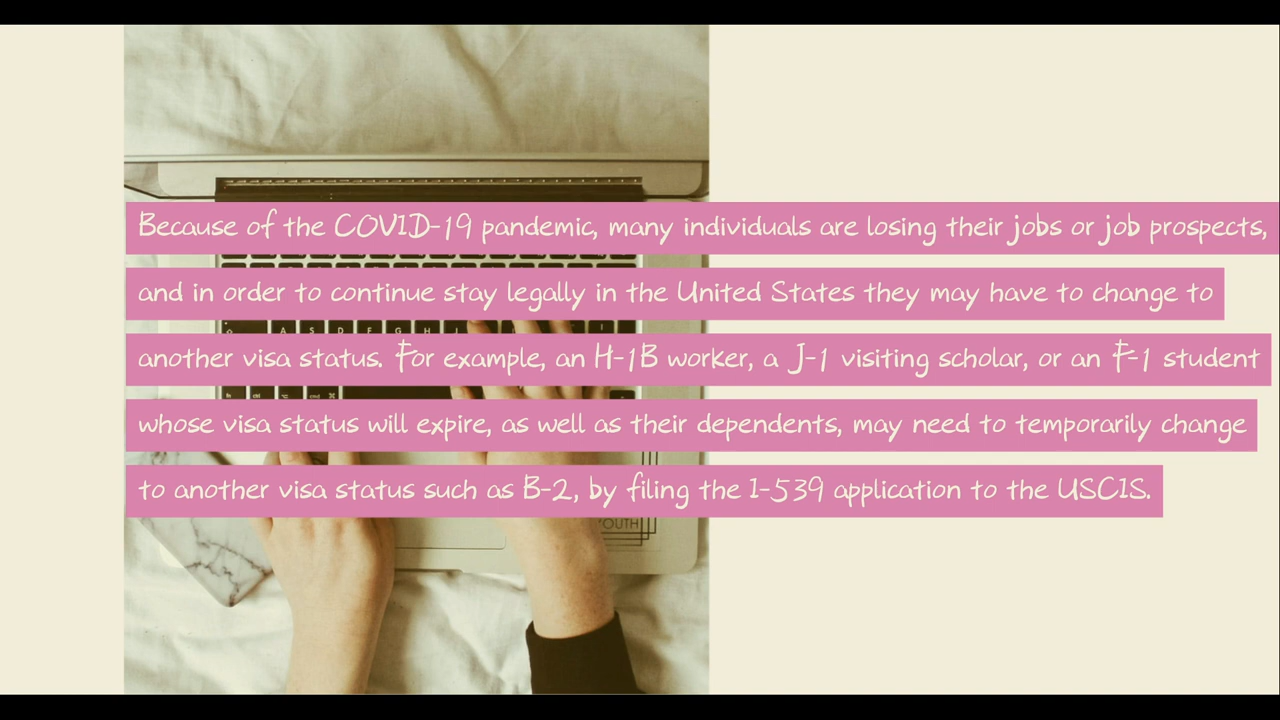 Because of the COVID-19 pandemic, many individuals are losing their jobs or job prospects,
and in order to continue stay legally in the United States they may have to change to
another visa status. For example, an H-1B worker, a J-1 visiting scholar, or an F-1 student
whose visa status will expire, as well as their dependents, may need to temporarily change
to another visa status such as B-2, by filing the I-539 application to the USCIS.
A S D F G H J
fn ctrl cmd ⌘
YOUTH